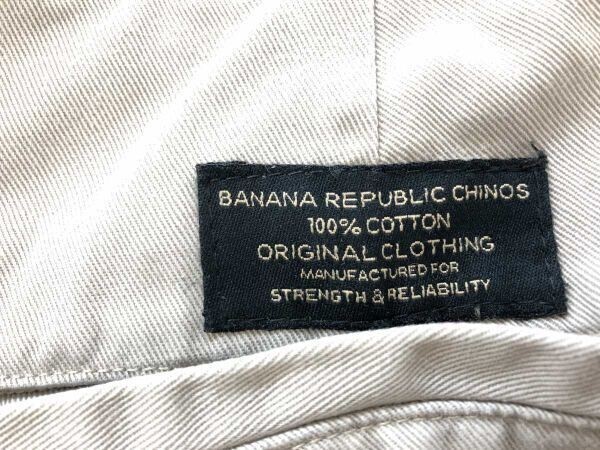 BANANA REPUBLIC CHINOS
100% COTTON
ORIGINAL CLOTHING
MANUFACTURED FOR
STRENGTH & RELIABILITY